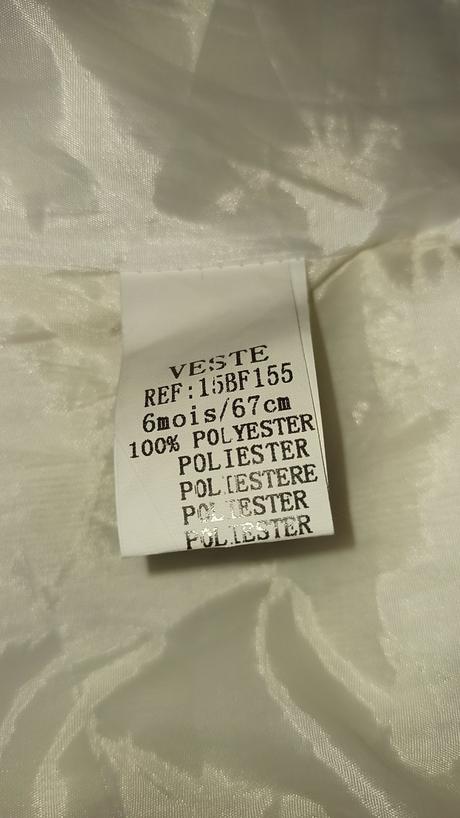 VESTE
REF:15BF155
6mois/67cm
100% POLYESTER
POLIESTER
POLIESTERE
POLIESTER
POLIESTER